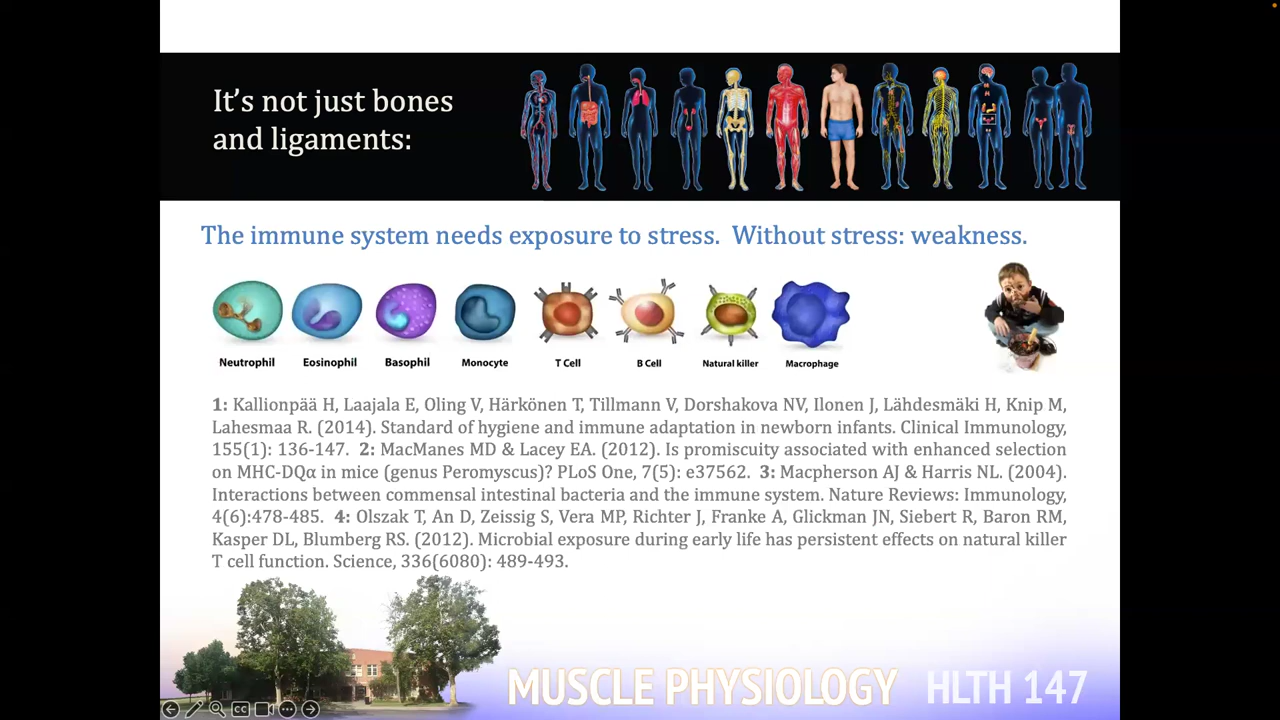 It’s not just bones
and ligaments:
The immune system needs exposure to stress.  Without stress: weakness.
Neutrophil Eosinophil Basophil Monocyte T Cell B Cell Natural killer Macrophage
1: Kallionpää H, Laajala E, Oling V, Härkönen T, Tillmann V, Dorshakova NV, Ilonen J, Lähdesmäki H, Knip M,
Lahesmaa R. (2014). Standard of hygiene and immune adaptation in newborn infants. Clinical Immunology,
155(1): 136-147. 2: MacManes MD & Lacey EA. (2012). Is promiscuity associated with enhanced selection
on MHC-DQα in mice (genus Peromyscus)? PLoS One, 7(5): e37562. 3: Macpherson AJ & Harris NL. (2004).
Interactions between commensal intestinal bacteria and the immune system. Nature Reviews: Immunology,
4(6):478-485. 4: Olszak T, An D, Zeissig S, Vera MP, Richter J, Franke A, Glickman JN, Siebert R, Baron RM,
Kasper DL, Blumberg RS. (2012). Microbial exposure during early life has persistent effects on natural killer
T cell function. Science, 336(6080): 489-493.
MUSCLE PHYSIOLOGY HLTH 147
CC